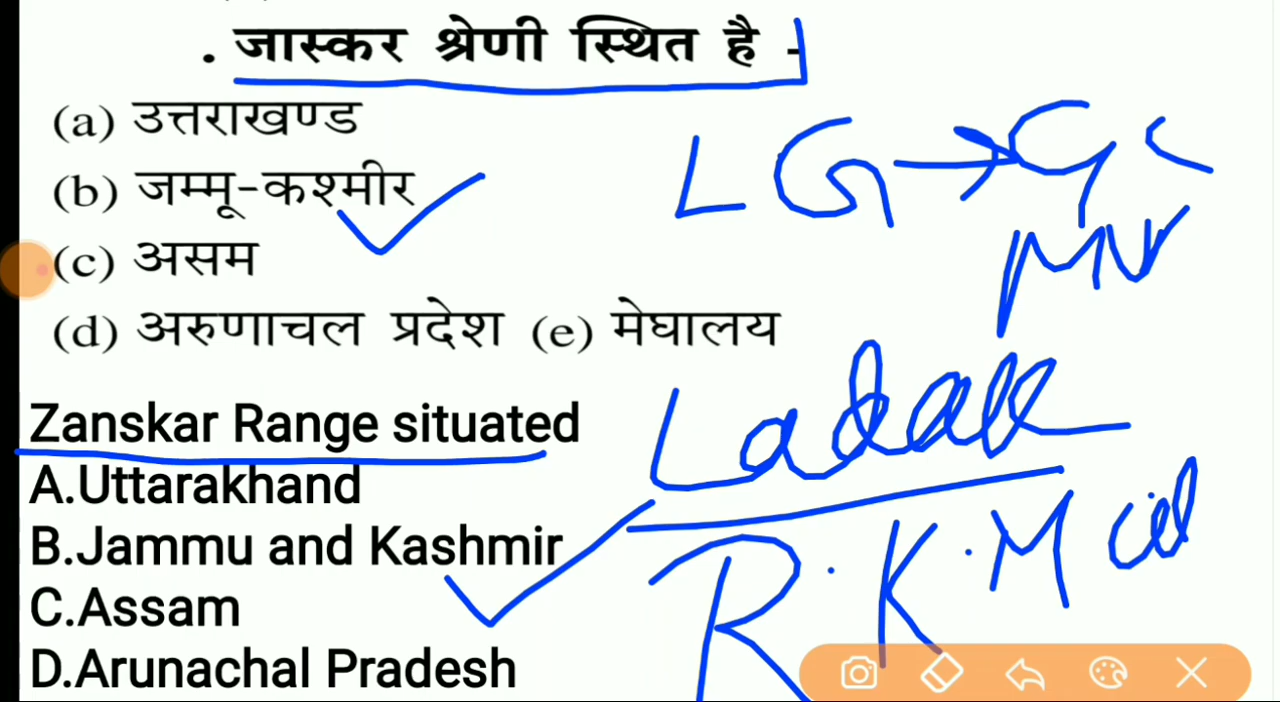 . जास्कर श्रेणी स्थित है -
(a) उत्तराखण्ड
(b) जम्मू-कश्मीर
(c) असम
(d) अरुणाचल प्रदेश (e) मेघालय
LG → GC
Ladak
R.K.M
Zanskar Range situated
A.Uttarakhand
B.Jammu and Kashmir
C.Assam
D.Arunachal Pradesh